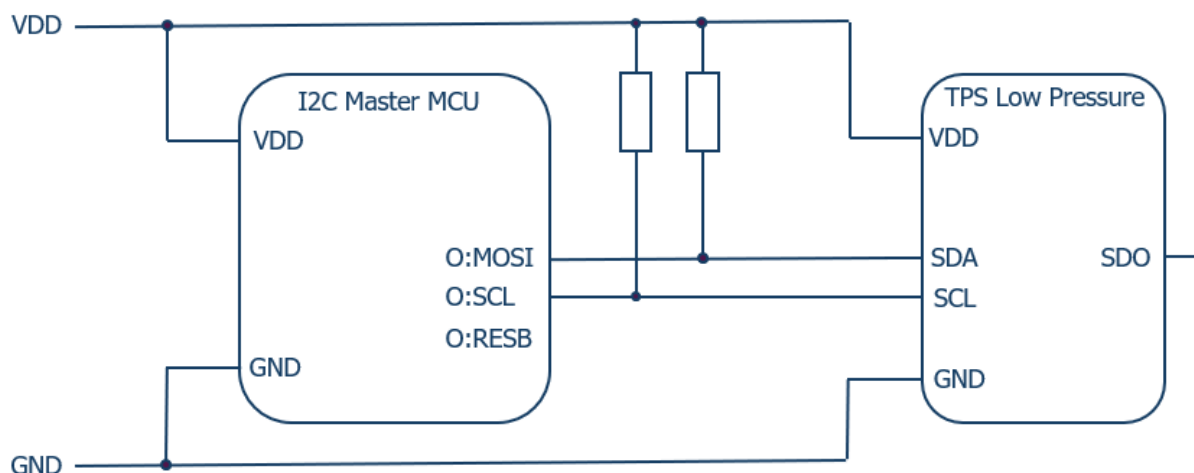 VDD
I2C Master MCU
TPS Low Pressure
VDD
VDD
O:MOSI
SDA
SDO
O:SCL
SCL
O:RESB
GND
GND
GND